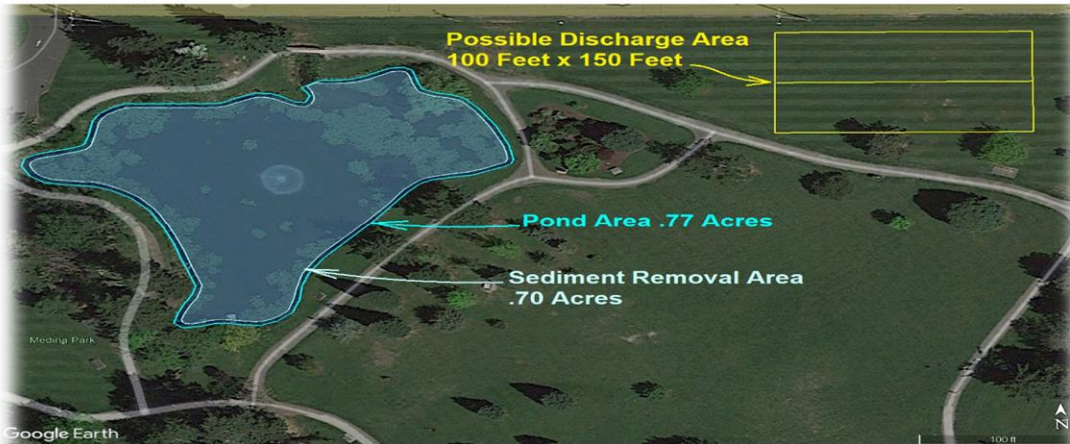 Possible Discharge Area
100 Feet x 150 Feet
Pond Area .77 Acres
Sediment Removal Area
.70 Acres
Medina Park
Google Earth
100 ft
N